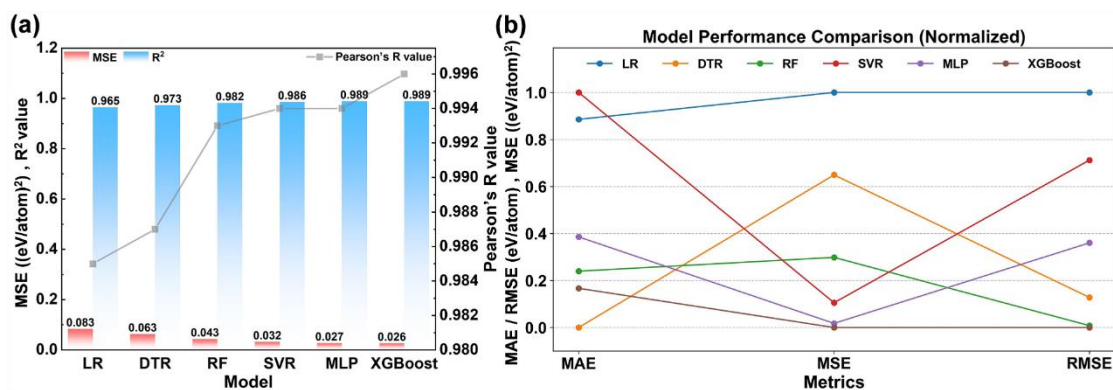 (a)
MSE
R²
Pearson's R value
1.2
1.0
0.8
0.6
0.4
0.2
0.0
MSE ((eV/atom)²) , R² value
0.965
0.973
0.982
0.986
0.989
0.989
0.083
0.063
0.043
0.032
0.027
0.026
0.996
0.994
0.992
0.990
0.988
0.986
0.984
0.982
0.980
Pearson's R value
LR
DTR
RF
SVR
MLP
XGBoost
Model
(b)
Model Performance Comparison (Normalized)
LR
DTR
RF
SVR
MLP
XGBoost
MAE / RMSE (eV/atom) , MSE ((eV/atom)²)
1.0
0.8
0.6
0.4
0.2
0.0
MAE
MSE
RMSE
Metrics